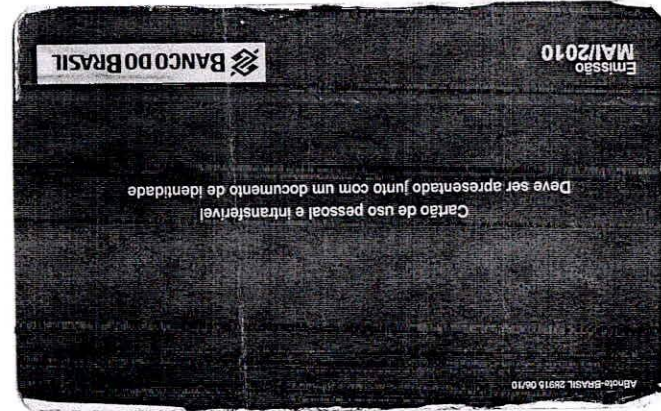 ABnote-BRASIL 28915 06/10
Cartão de uso pessoal e intransferível
Deve ser apresentado junto com um documento de identidade
Emissão
MAI/2010
BANCO DO BRASIL